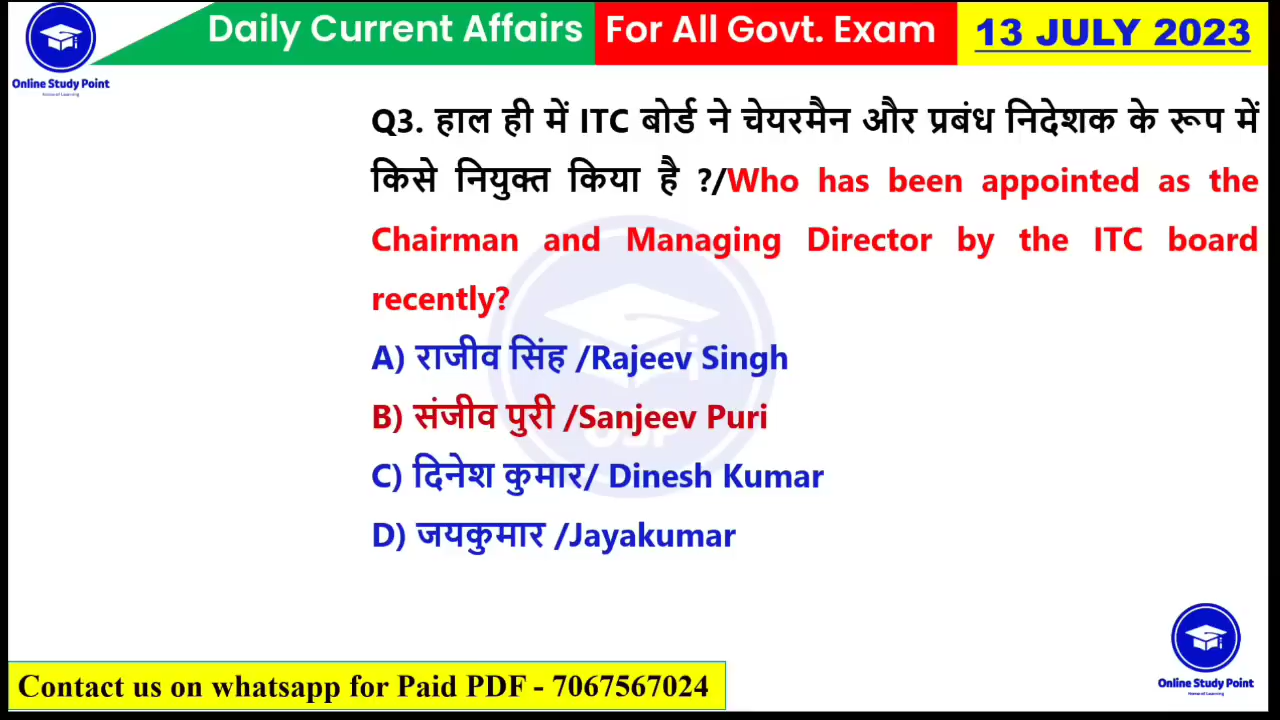 Daily Current Affairs For All Govt. Exam 13 JULY 2023
Online Study Point
Q3. हाल ही में ITC बोर्ड ने चेयरमैन और प्रबंध निदेशक के रूप में
किसे नियुक्त किया है ?/Who has been appointed as the
Chairman and Managing Director by the ITC board
recently?
A) राजीव सिंह /Rajeev Singh
B) संजीव पुरी /Sanjeev Puri
C) दिनेश कुमार/ Dinesh Kumar
D) जयकुमार /Jayakumar
Contact us on whatsapp for Paid PDF - 7067567024
Online Study Point